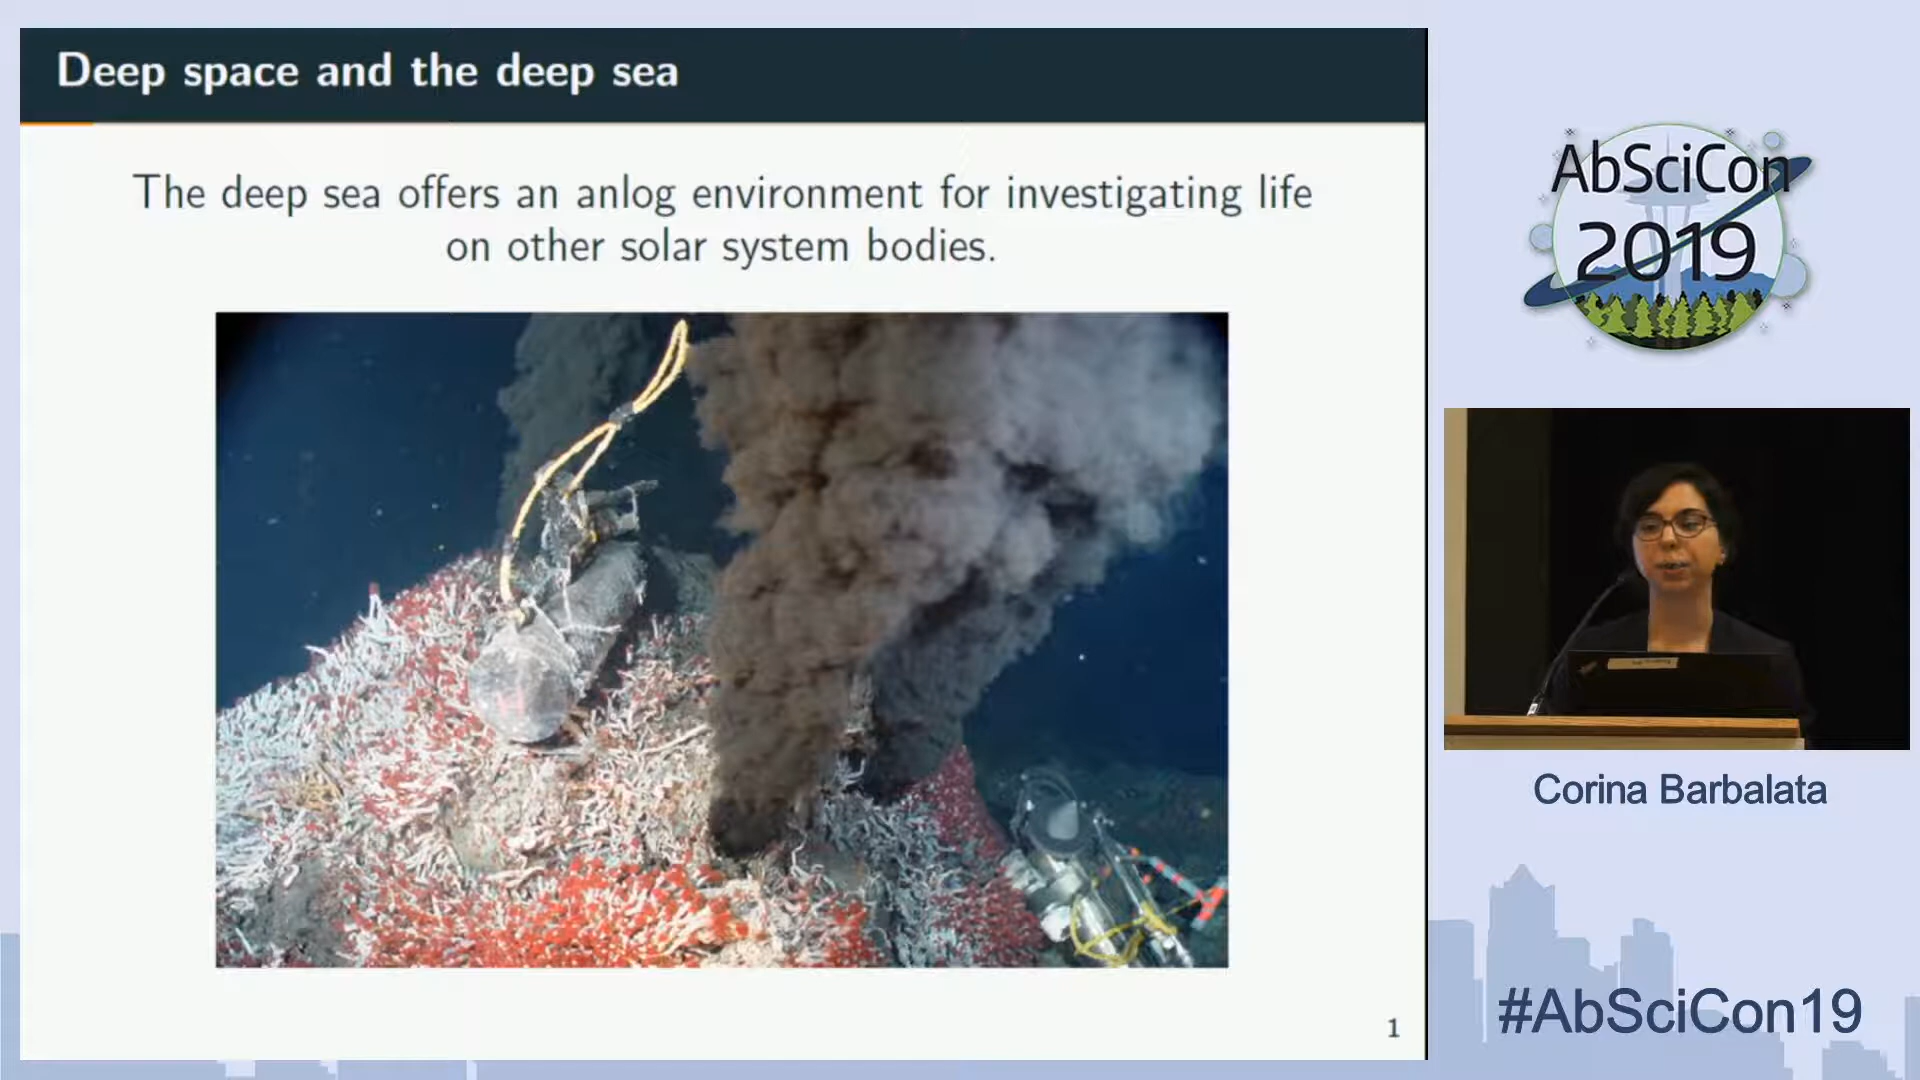 Deep space and the deep sea
The deep sea offers an anlog environment for investigating life
on other solar system bodies.
1
AbSciCon
2019
Corina Barbalata
#AbSciCon19